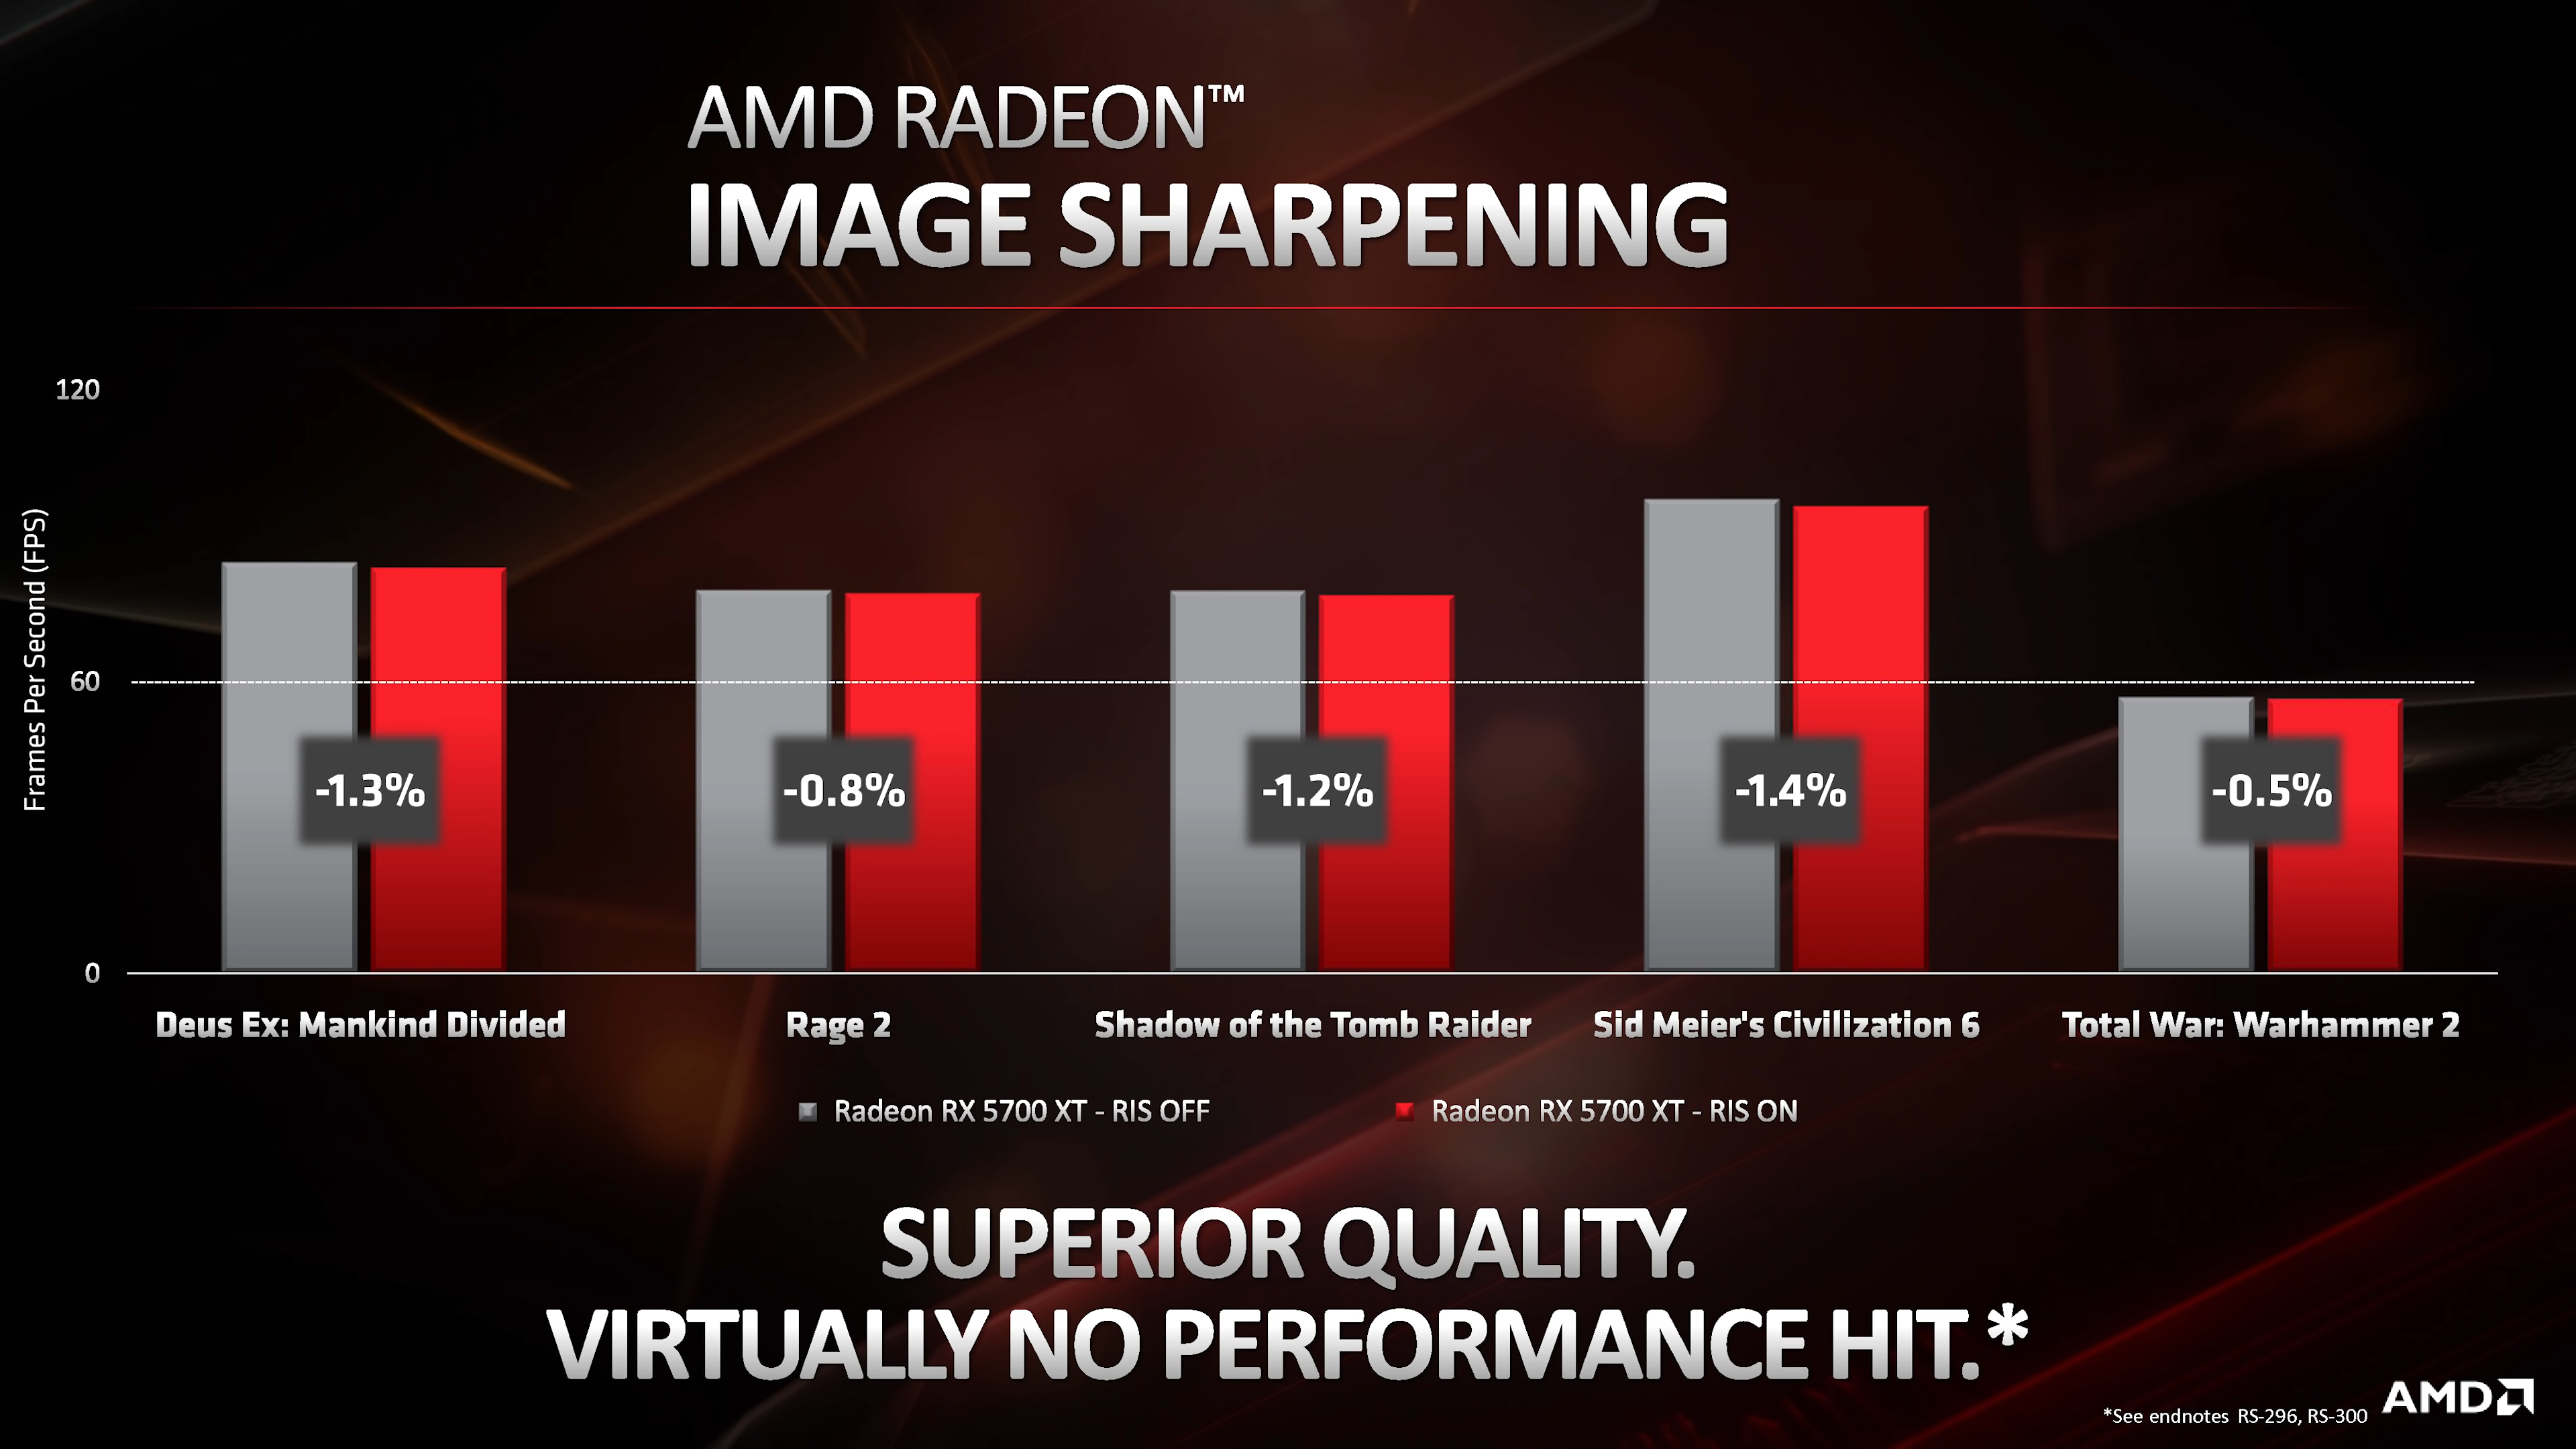 AMD RADEON™
IMAGE SHARPENING
120
60
0
Frames Per Second (FPS)
-1.3%
-0.8%
-1.2%
-1.4%
-0.5%
Deus Ex: Mankind Divided
Rage 2
Shadow of the Tomb Raider
Sid Meier's Civilization 6
Total War: Warhammer 2
Radeon RX 5700 XT - RIS OFF
Radeon RX 5700 XT - RIS ON
SUPERIOR QUALITY.
VIRTUALLY NO PERFORMANCE HIT.*
*See endnotes RS-296, RS-300
AMD